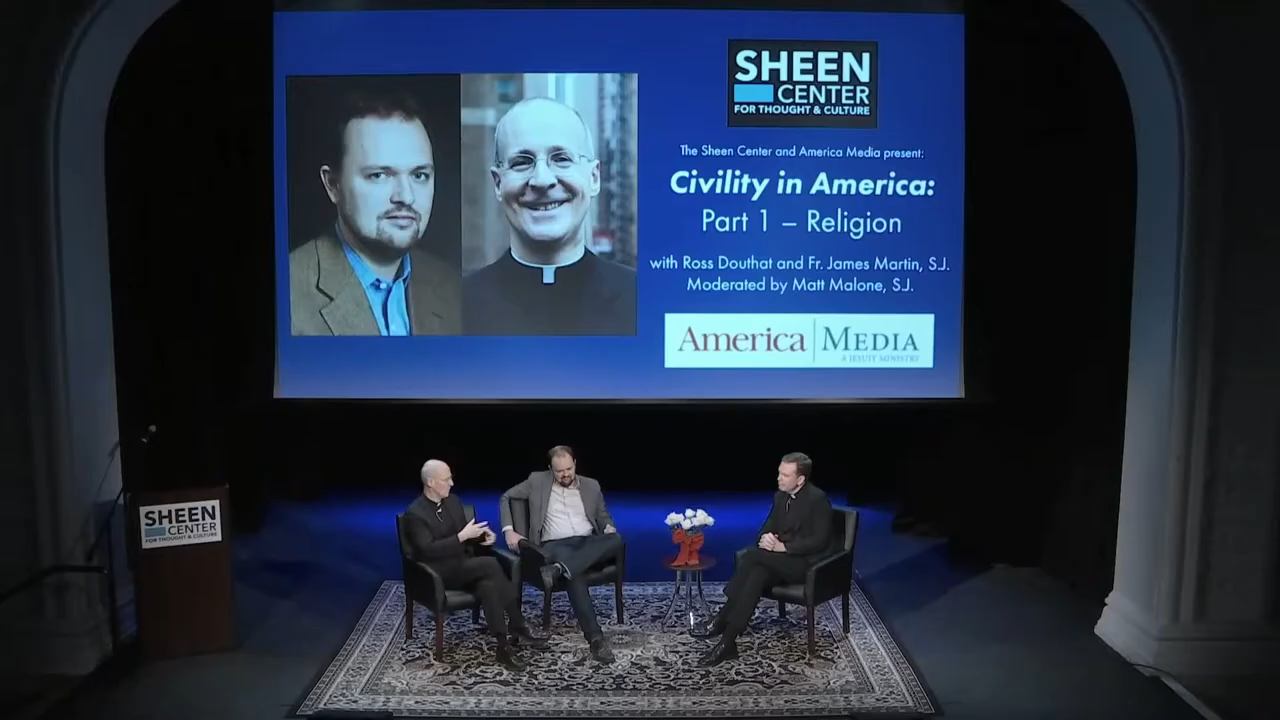 SHEEN
CENTER
FOR THOUGHT & CULTURE
The Sheen Center and America Media present:
Civility in America:
Part 1 – Religion
with Ross Douthat and Fr. James Martin, S.J.
Moderated by Matt Malone, S.J.
America MEDIA
A JESUIT MINISTRY
SHEEN
CENTER
FOR THOUGHT & CULTURE